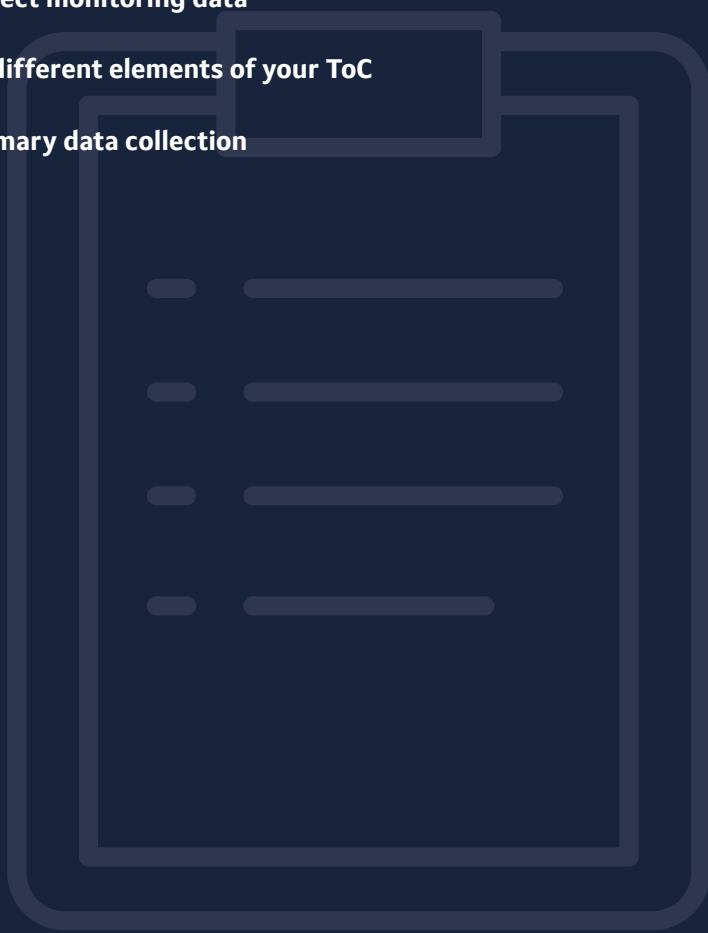 ect monitoring data
different elements of your ToC
mary data collection